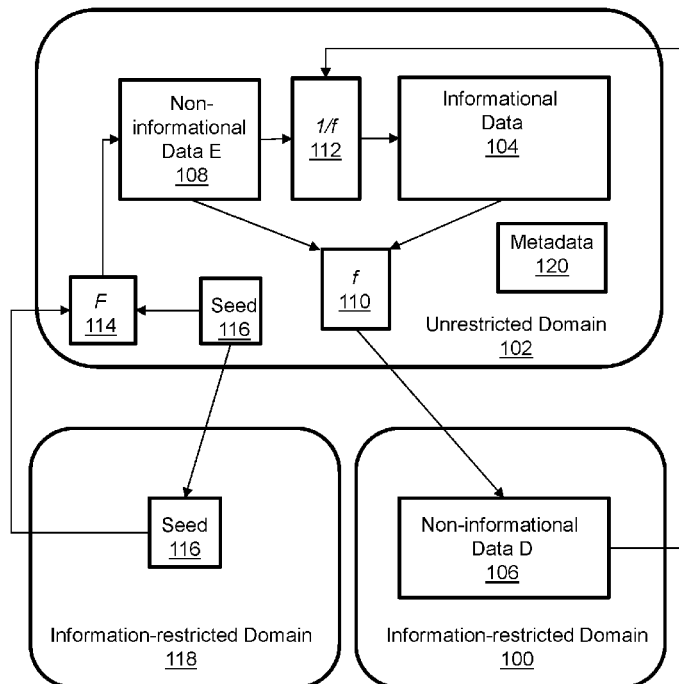 Non-
informational
Data E
108
1/f
112
Informational
Data
104
Metadata
120
F
114
Seed
116
f
110
Unrestricted Domain
102
Seed
116
Information-restricted Domain
118
Non-informational
Data D
106
Information-restricted Domain
100